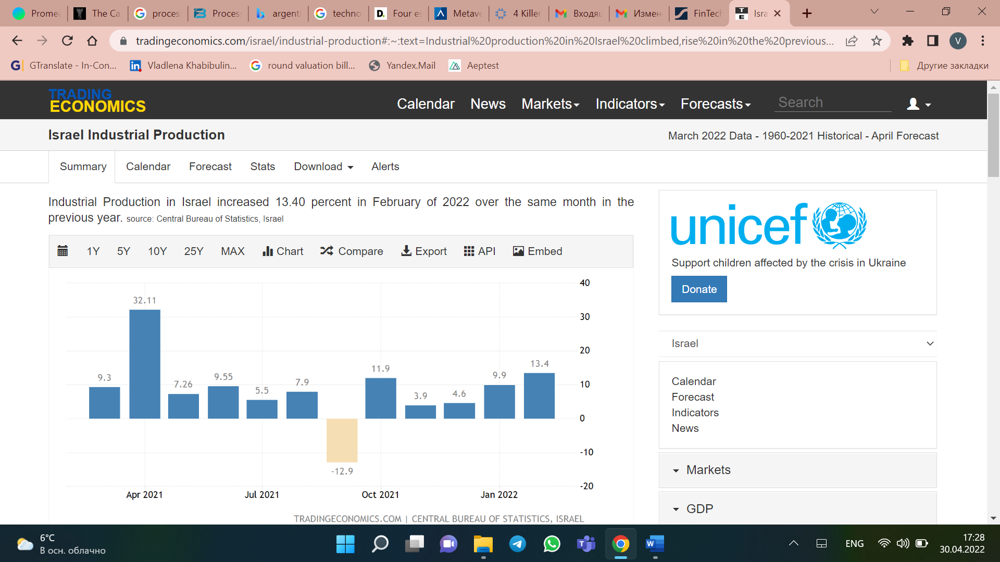 Promea
The Ca
proces
Proces
argenti
techno
Four es
Metave
4 Killer
Входящ
Измен
FinTech
Isra
tradingeconomics.com/israel/industrial-production#:~:text=Industrial%20production%20in%20Israel%20climbed,rise%20in%20the%20previous...
V
GTranslate - In-Con...
Vladlena Khabibulin...
round valuation bill...
Yandex.Mail
Aeptest
Другие закладки
TRADING
ECONOMICS
Calendar
News
Markets
Indicators
Forecasts
Search
Israel Industrial Production
March 2022 Data - 1960-2021 Historical - April Forecast
Summary
Calendar
Forecast
Stats
Download
Alerts
Industrial Production in Israel increased 13.40 percent in February of 2022 over the same month in the
previous year. source: Central Bureau of Statistics, Israel
1Y
5Y
10Y
25Y
MAX
Chart
Compare
Export
API
Embed
40
30
20
10
0
-10
-20
9.3
32.11
7.26
9.55
5.5
7.9
-12.9
11.9
3.9
4.6
9.9
13.4
Apr 2021
Jul 2021
Oct 2021
Jan 2022
TRADINGECONOMICS.COM | CENTRAL BUREAU OF STATISTICS, ISRAEL
unicef
Support children affected by the crisis in Ukraine
Donate
Israel
Calendar
Forecast
Indicators
News
Markets
GDP
6°C
В осн. облачно
ENG
17:28
30.04.2022